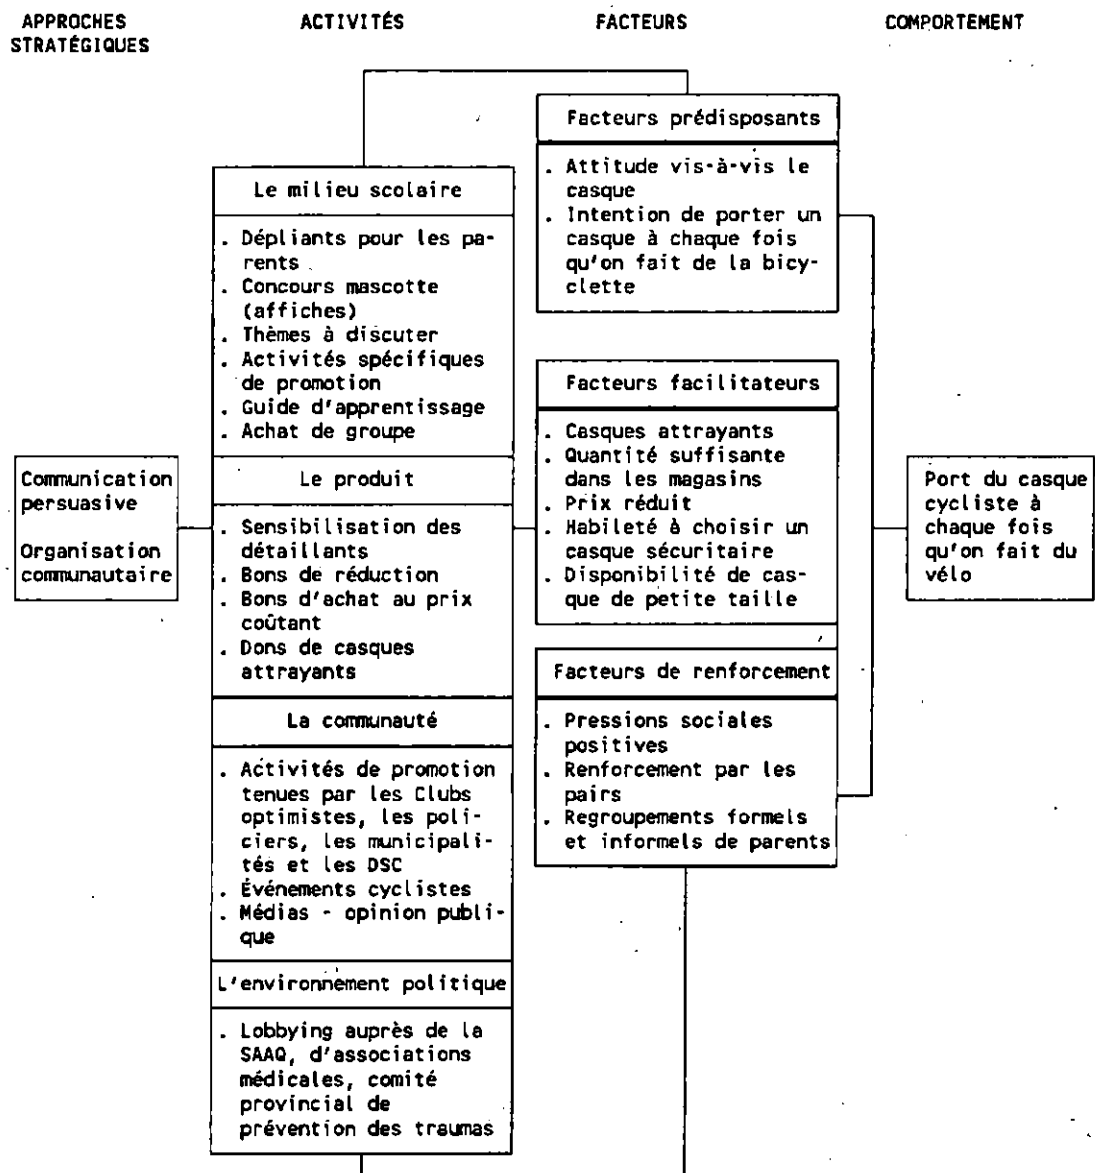 APPROCHES
STRATÉGIQUES
ACTIVITÉS
FACTEURS
COMPORTEMENT
Communication
persuasive
Organisation
communautaire
Le milieu scolaire
. Dépliants pour les pa-
rents
. Concours mascotte
(affiches)
. Thèmes à discuter
. Activités spécifiques
de promotion
. Guide d'apprentissage
. Achat de groupe
Le produit
. Sensibilisation des
détaillants
. Bons de réduction
. Bons d'achat au prix
coûtant
. Dons de casques
attrayants
La communauté
. Activités de promotion
tenues par les Clubs
optimistes, les poli-
ciers, les municipali-
tés et les DSC
. Événements cyclistes
. Médias - opinion publi-
que
L'environnement politique
. Lobbying auprès de la
SAAQ, d'associations
médicales, comité
provincial de
prévention des traumas
Facteurs prédisposants
. Attitude vis-à-vis le
casque
. Intention de porter un
casque à chaque fois
qu'on fait de la bicy-
clette
Facteurs facilitateurs
. Casques attrayants
. Quantité suffisante
dans les magasins
. Prix réduit
. Habileté à choisir un
casque sécuritaire
. Disponibilité de cas-
que de petite taille
Facteurs de renforcement
. Pressions sociales
positives
. Renforcement par les
pairs
. Regroupements formels
et informels de parents
Port du casque
cycliste à
chaque fois
qu'on fait du
vélo